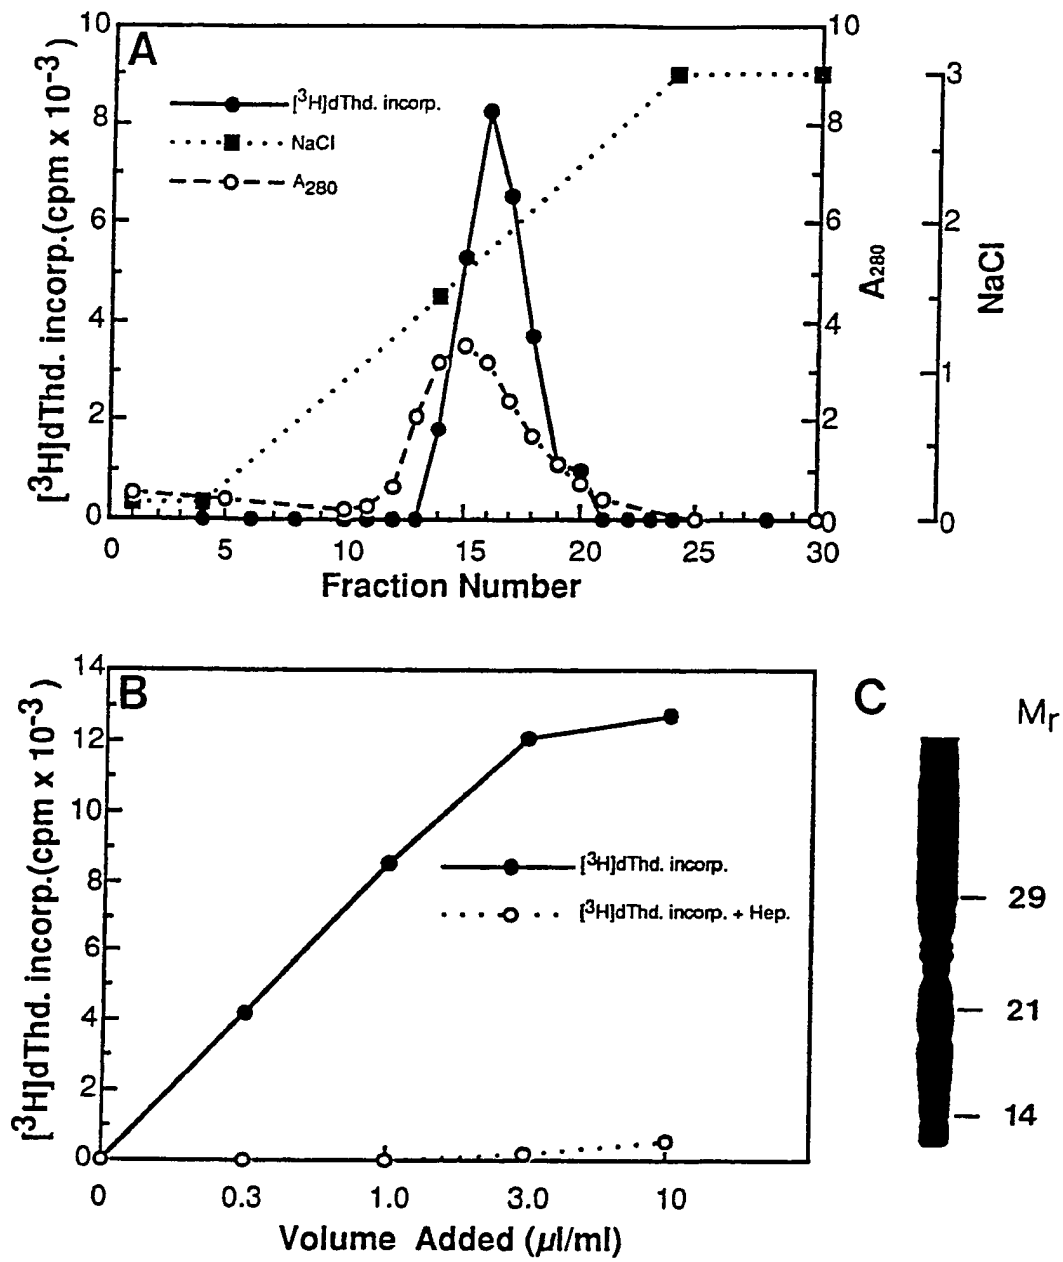 A
[³H]dThd. incorp.(cpm x 10⁻³)
10
8
6
4
2
0
[³H]dThd. incorp.
NaCl
A₂₈₀
10
8
6
4
2
0
A₂₈₀
3
2
1
0
NaCl
0 5 10 15 20 25 30
Fraction Number
B
[³H]dThd. incorp.(cpm x 10⁻³)
14
12
10
8
6
4
2
0
[³H]dThd. incorp.
[³H]dThd. incorp. + Hep.
0 0.3 1.0 3.0 10
Volume Added (µl/ml)
C
Mr
29
21
14